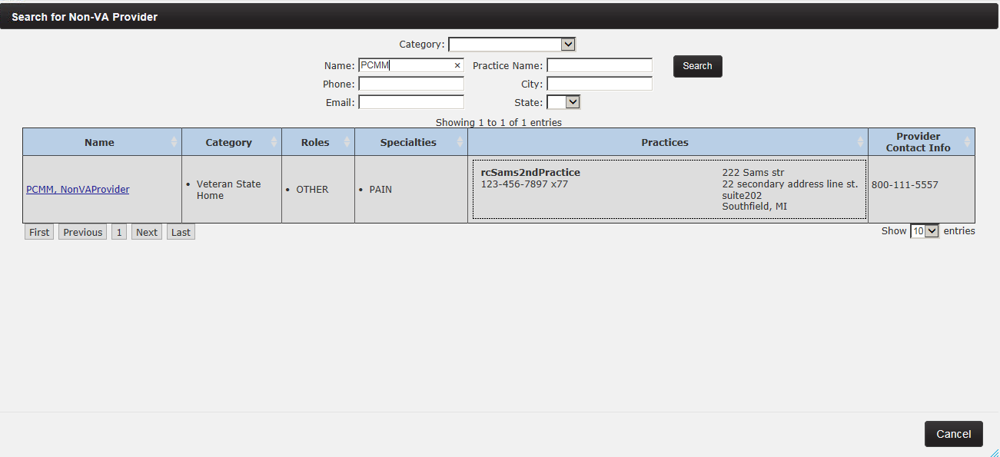 Search for Non-VA Provider
Category:
Name: PCMM × Practice Name: Search
Phone: City:
Email: State:
Showing 1 to 1 of 1 entries
Name Category Roles Specialties Practices Provider Contact Info
PCMM, NonVAProvider
• Veteran State
Home
• OTHER
• PAIN
rcSams2ndPractice
123-456-7897 x77
222 Sams str
22 secondary address line st.
suite202
Southfield, MI
800-111-5557
First Previous 1 Next Last
Show 10 entries
Cancel